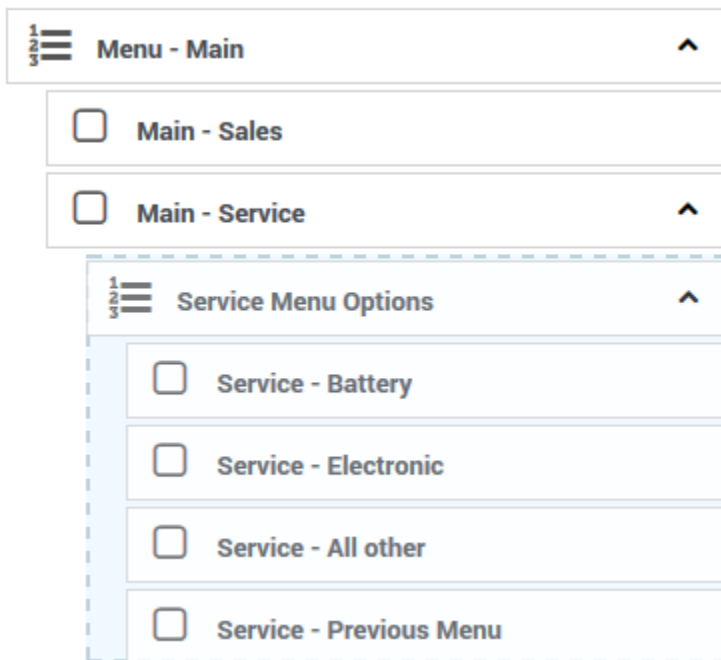 Menu - Main
Main - Sales
Main - Service
Service Menu Options
Service - Battery
Service - Electronic
Service - All other
Service - Previous Menu